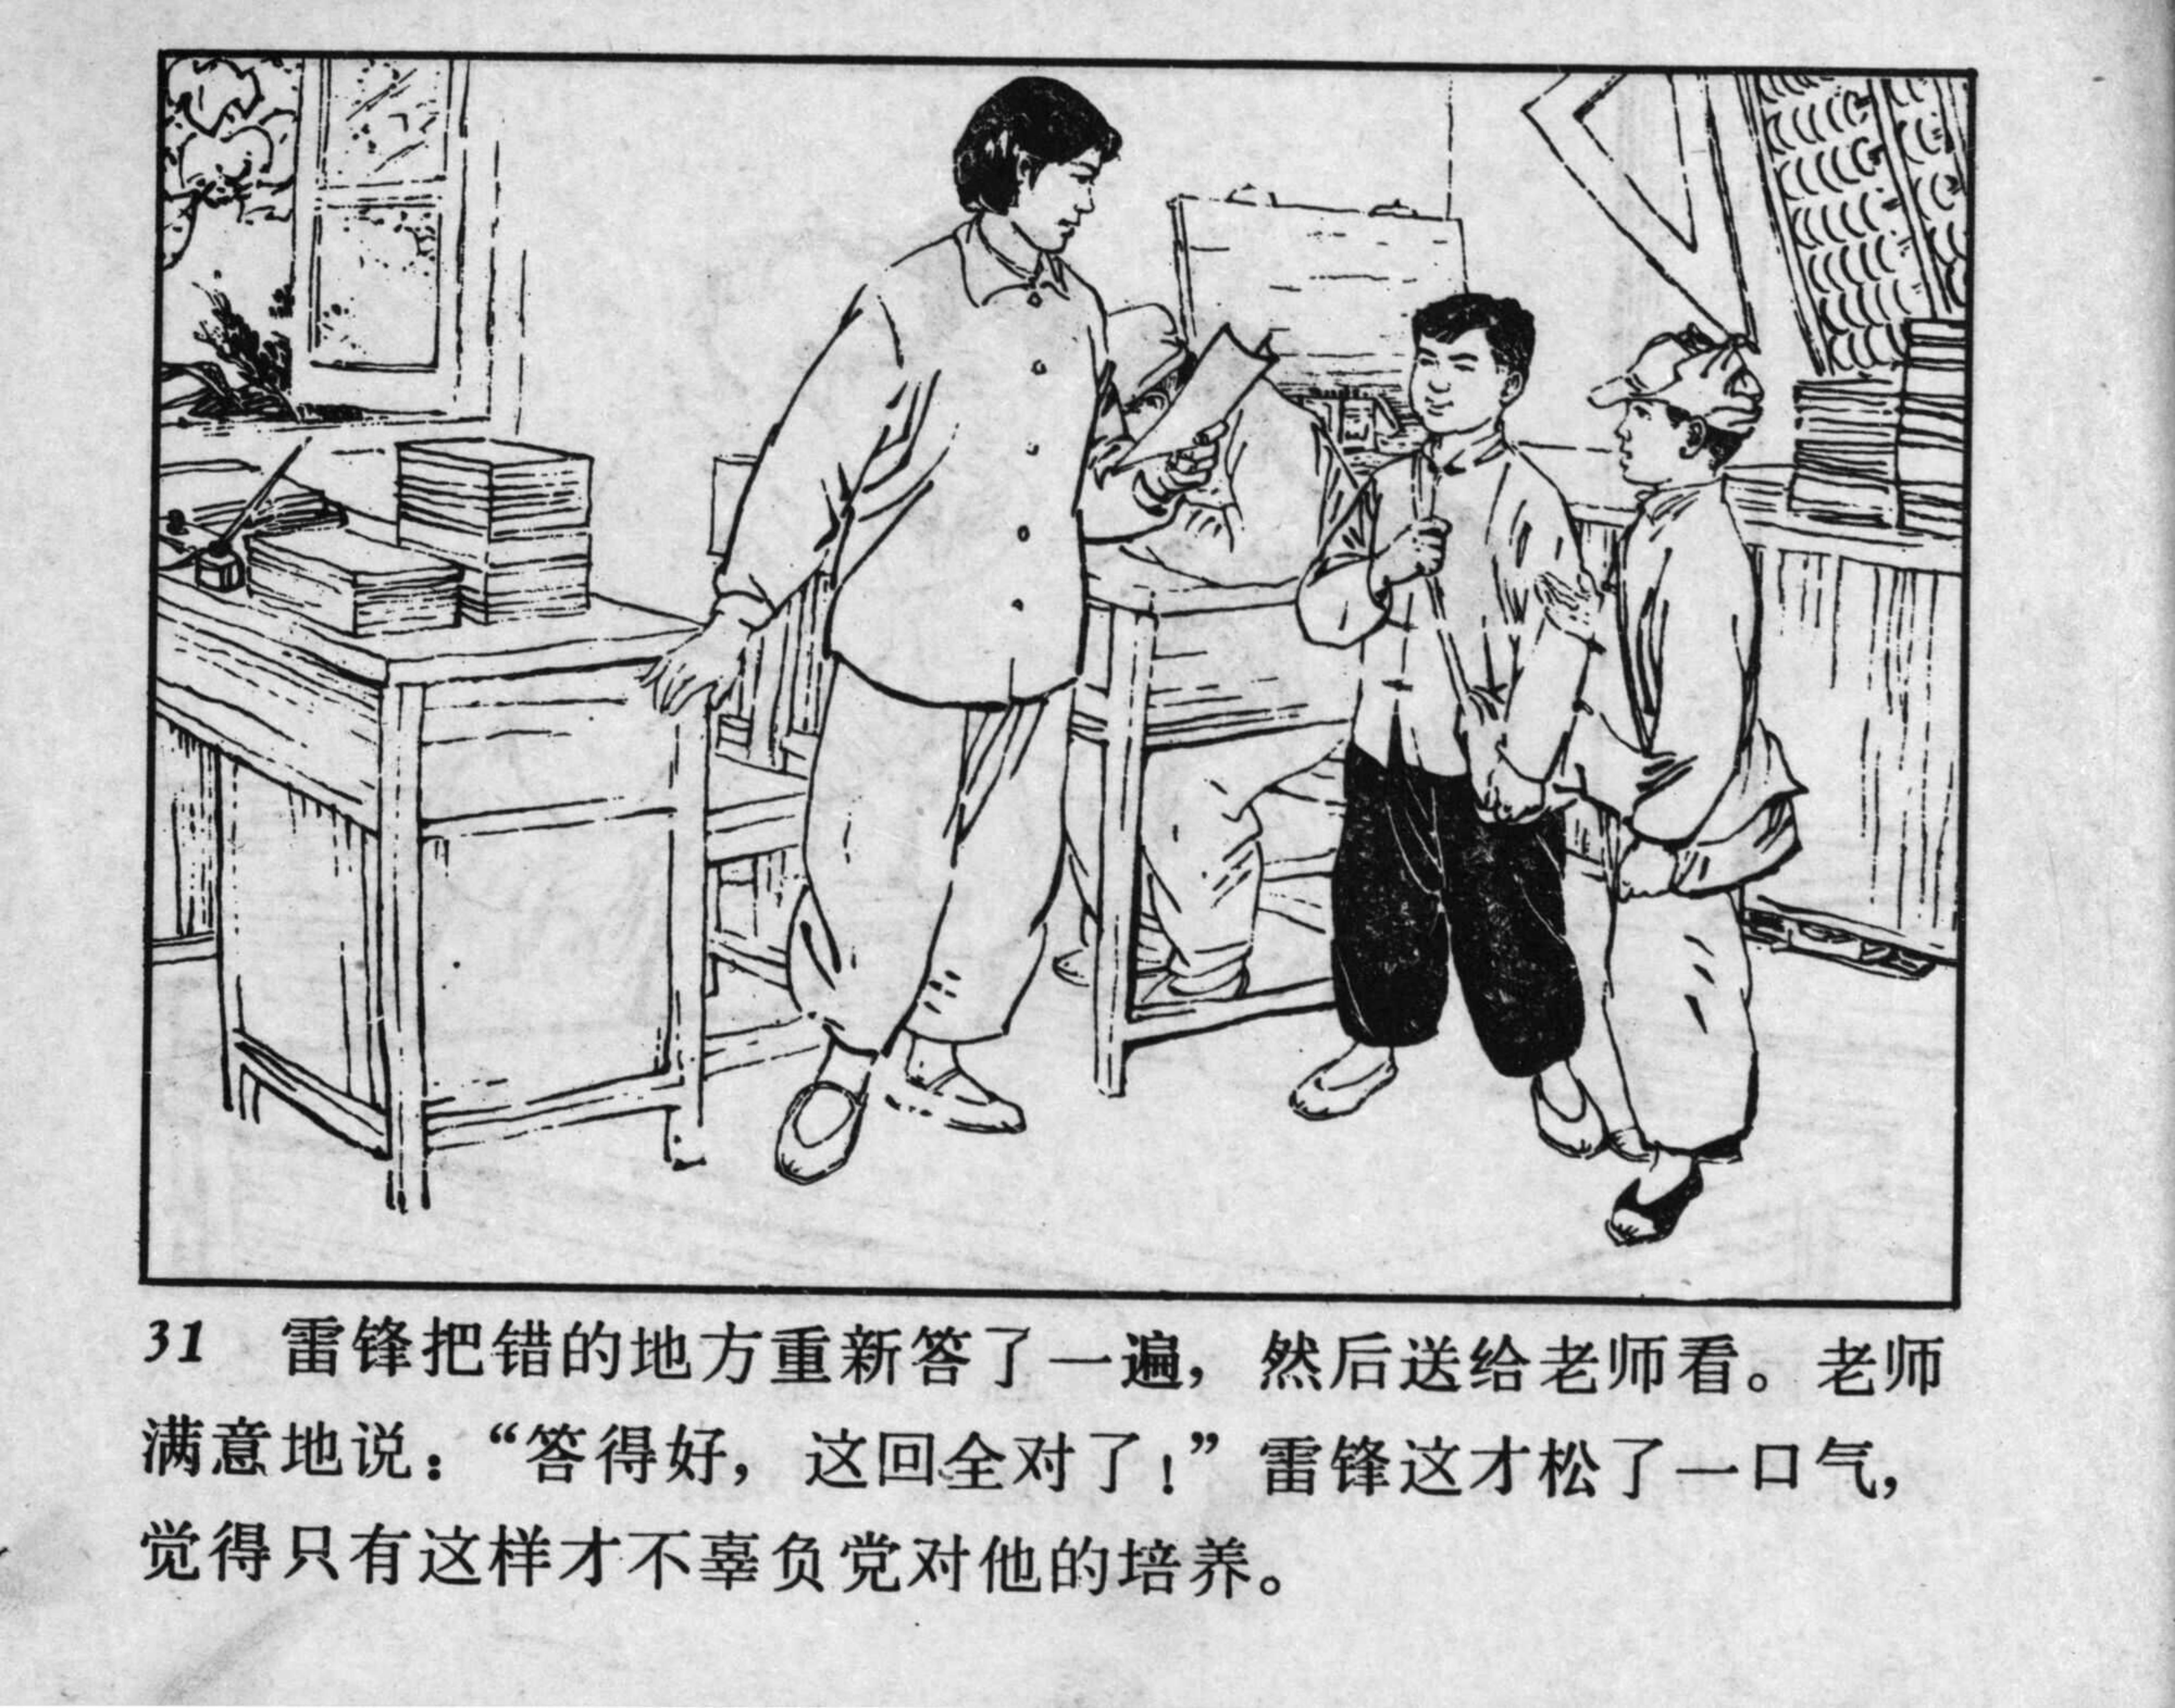 31 雷锋把错的地方重新答了一遍，然后送给老师看。老师
满意地说：“答得好，这回全对了！”雷锋这才松了一口气，
觉得只有这样才不辜负党对他的培养。